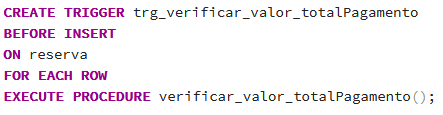 CREATE TRIGGER trg_verificar_valor_totalPagamento
BEFORE INSERT
ON reserva
FOR EACH ROW
EXECUTE PROCEDURE verificar_valor_totalPagamento();